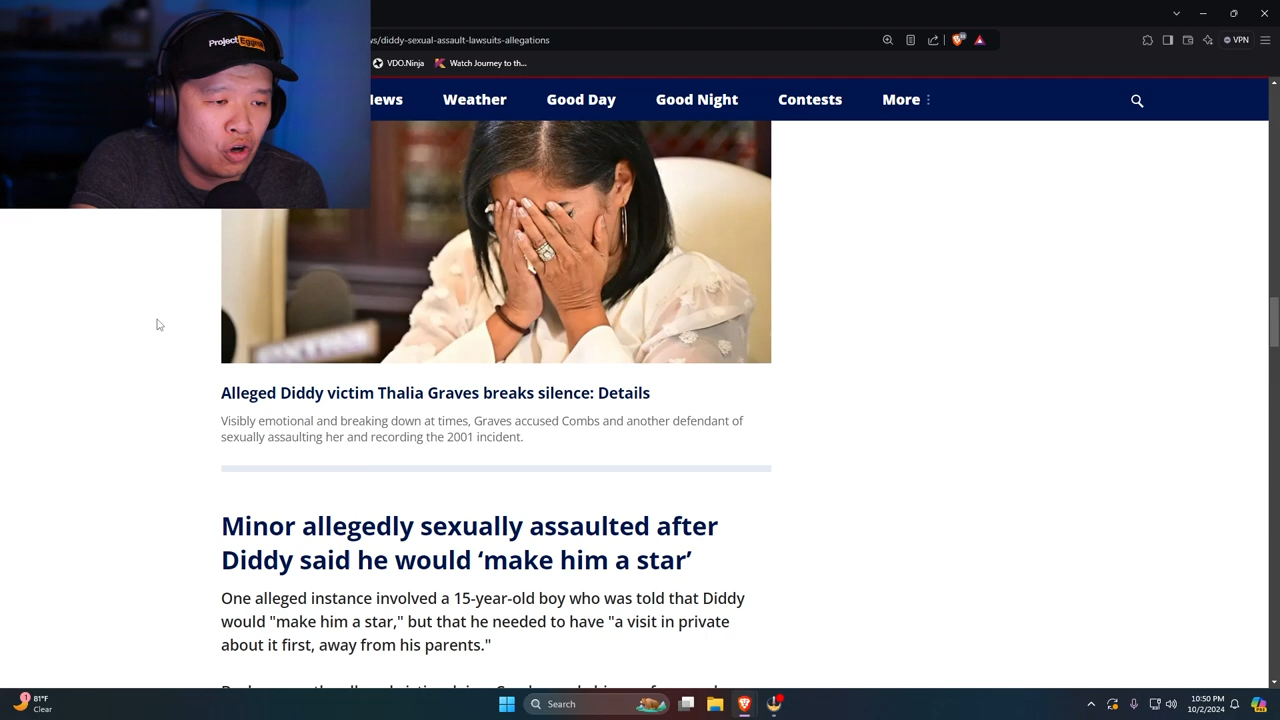 Project Eggnog
ws/diddy-sexual-assault-lawsuits-allegations
VPN
VDO.Ninja
Watch Journey to th...
News
Weather
Good Day
Good Night
Contests
More
Alleged Diddy victim Thalia Graves breaks silence: Details
Visibly emotional and breaking down at times, Graves accused Combs and another defendant of
sexually assaulting her and recording the 2001 incident.
Minor allegedly sexually assaulted after
Diddy said he would ‘make him a star’
One alleged instance involved a 15-year-old boy who was told that Diddy
would "make him a star," but that he needed to have "a visit in private
about it first, away from his parents."
1
81°F
Clear
Search
10:50 PM
10/2/2024